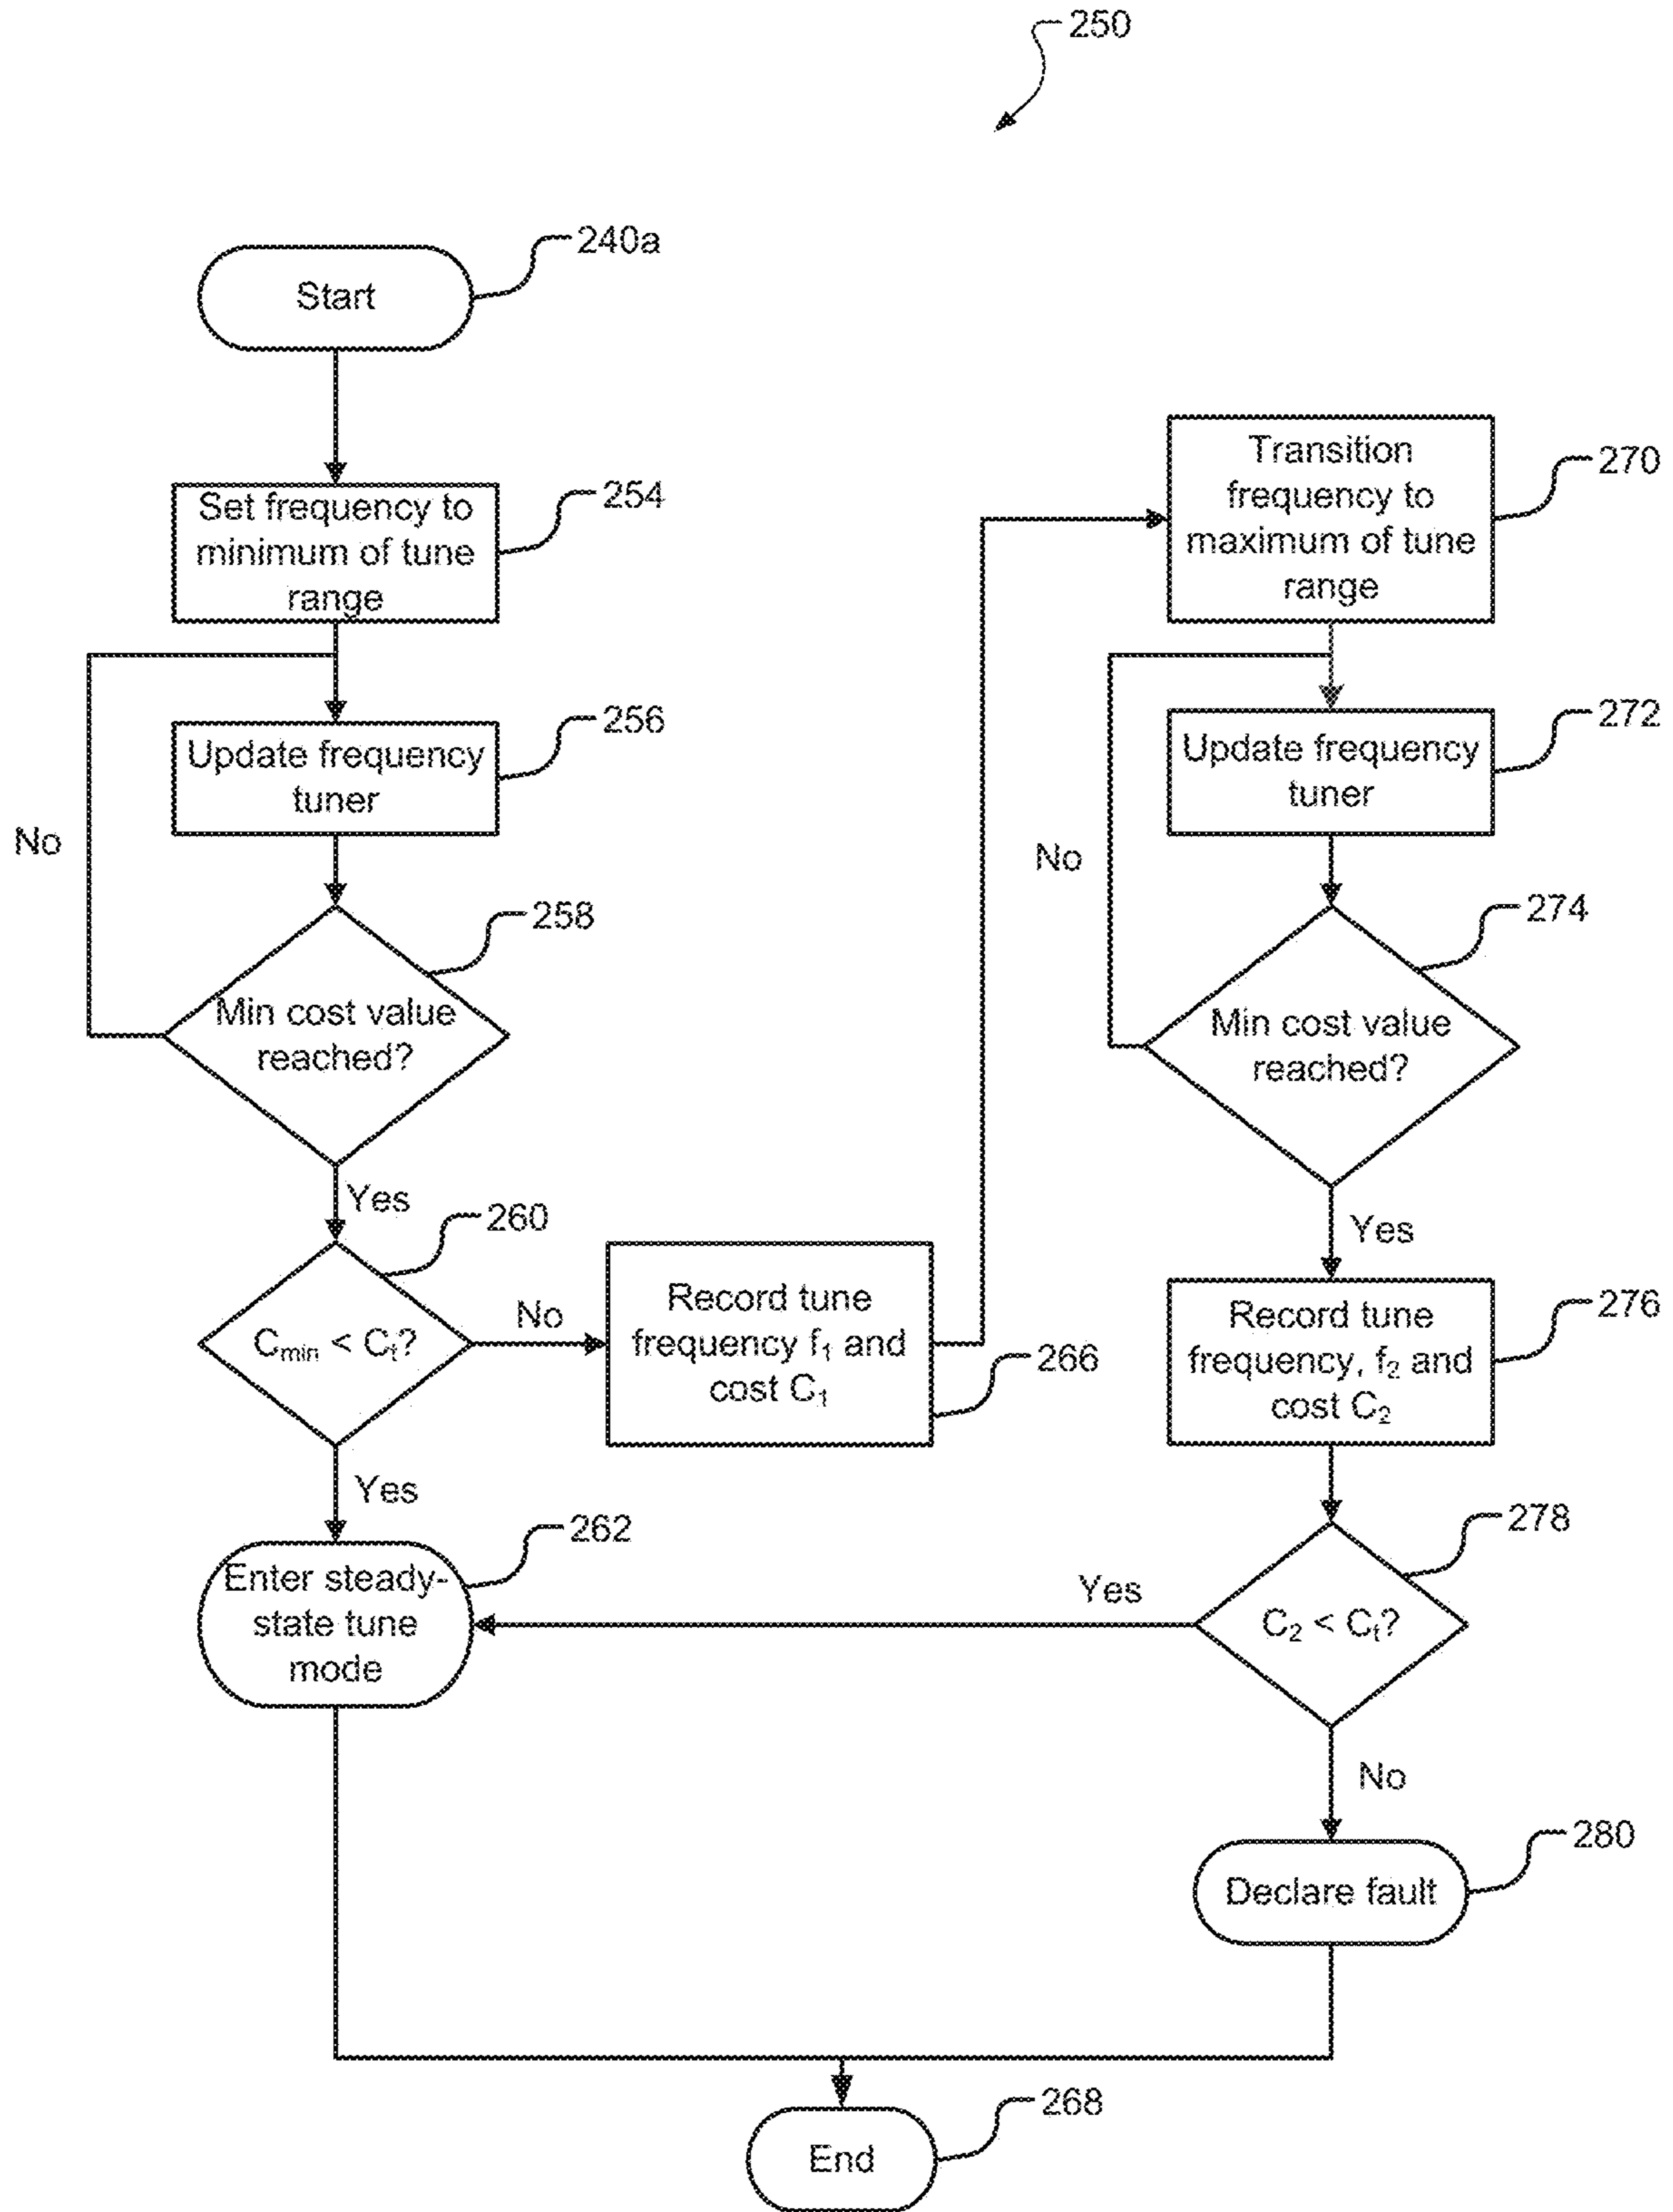 250
240a
Start
254
Set frequency to
minimum of tune
range
256
Update frequency
tuner
No
258
Min cost value
reached?
Yes
260
Cmin < Ct?
No
Record tune
frequency f1 and
cost C1
266
Yes
262
Enter steady-
state tune
mode
270
Transition
frequency to
maximum of tune
range
272
Update frequency
tuner
No
274
Min cost value
reached?
Yes
276
Record tune
frequency, f2 and
cost C2
278
C2 < Ct?
Yes
No
280
Declare fault
268
End